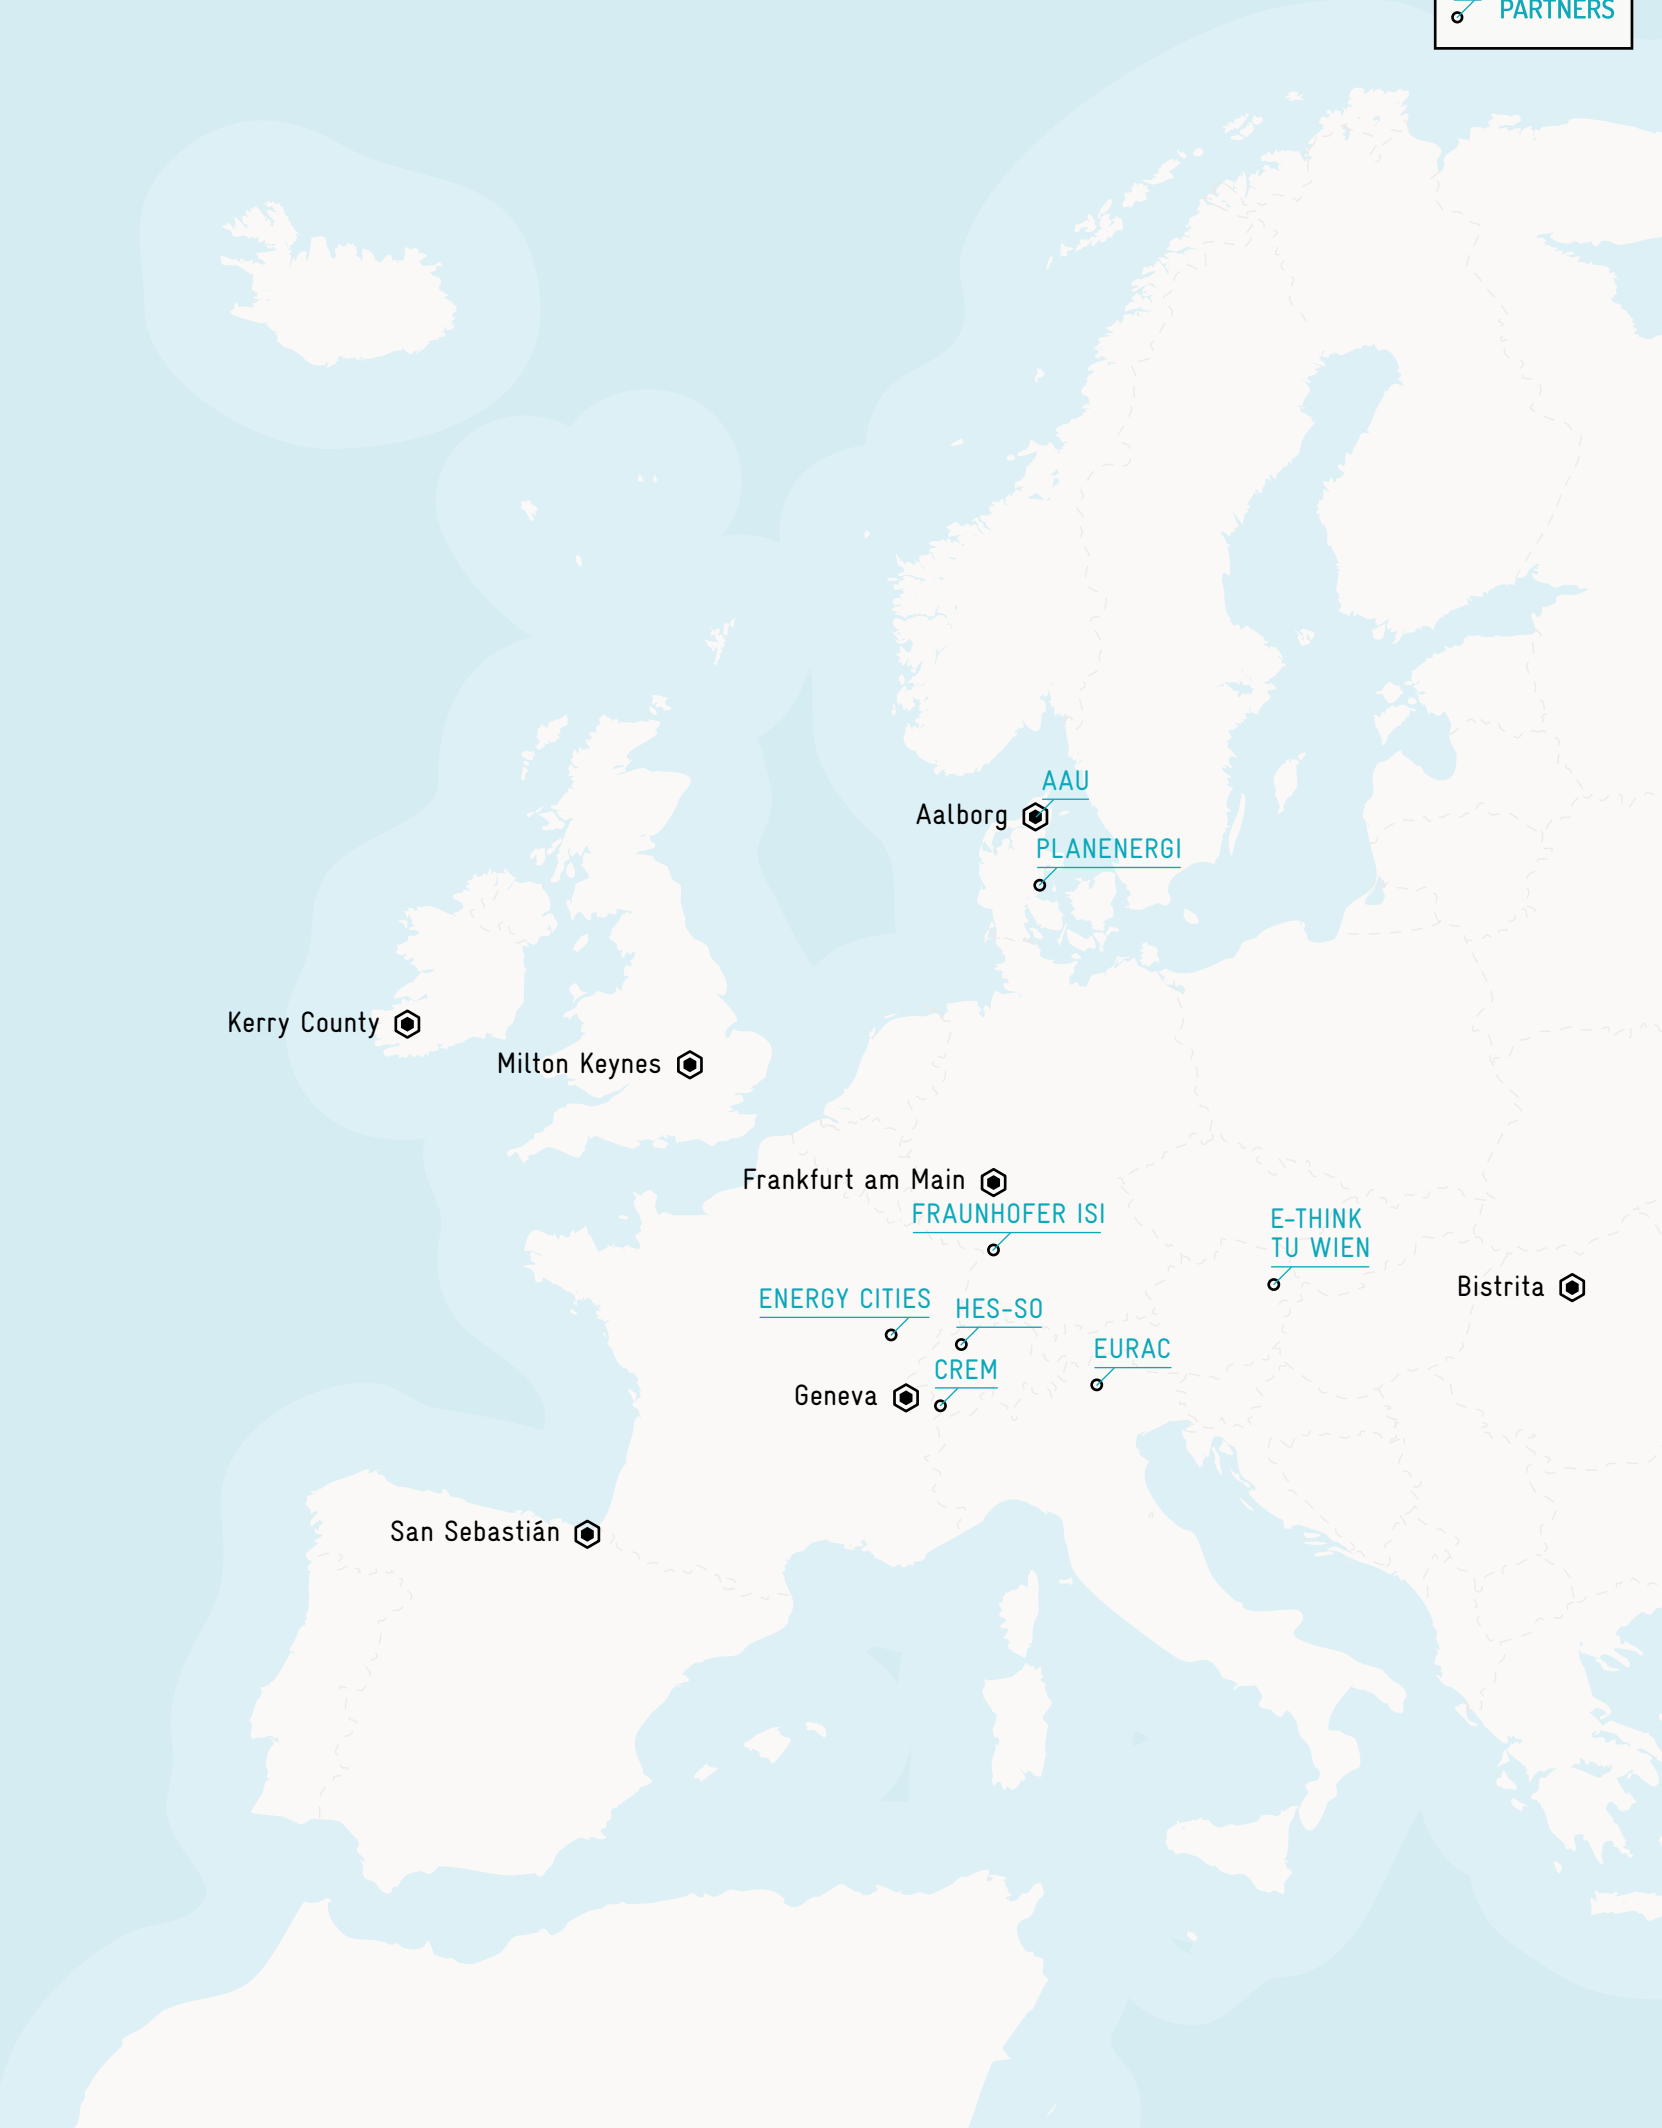 PARTNERS
AAU
Aalborg
PLANENERGI
Kerry County
Milton Keynes
Frankfurt am Main
FRAUNHOFER ISI
E-THINK
TU WIEN
Bistrita
ENERGY CITIES
HES-SO
EURAC
CREM
Geneva
San Sebastián